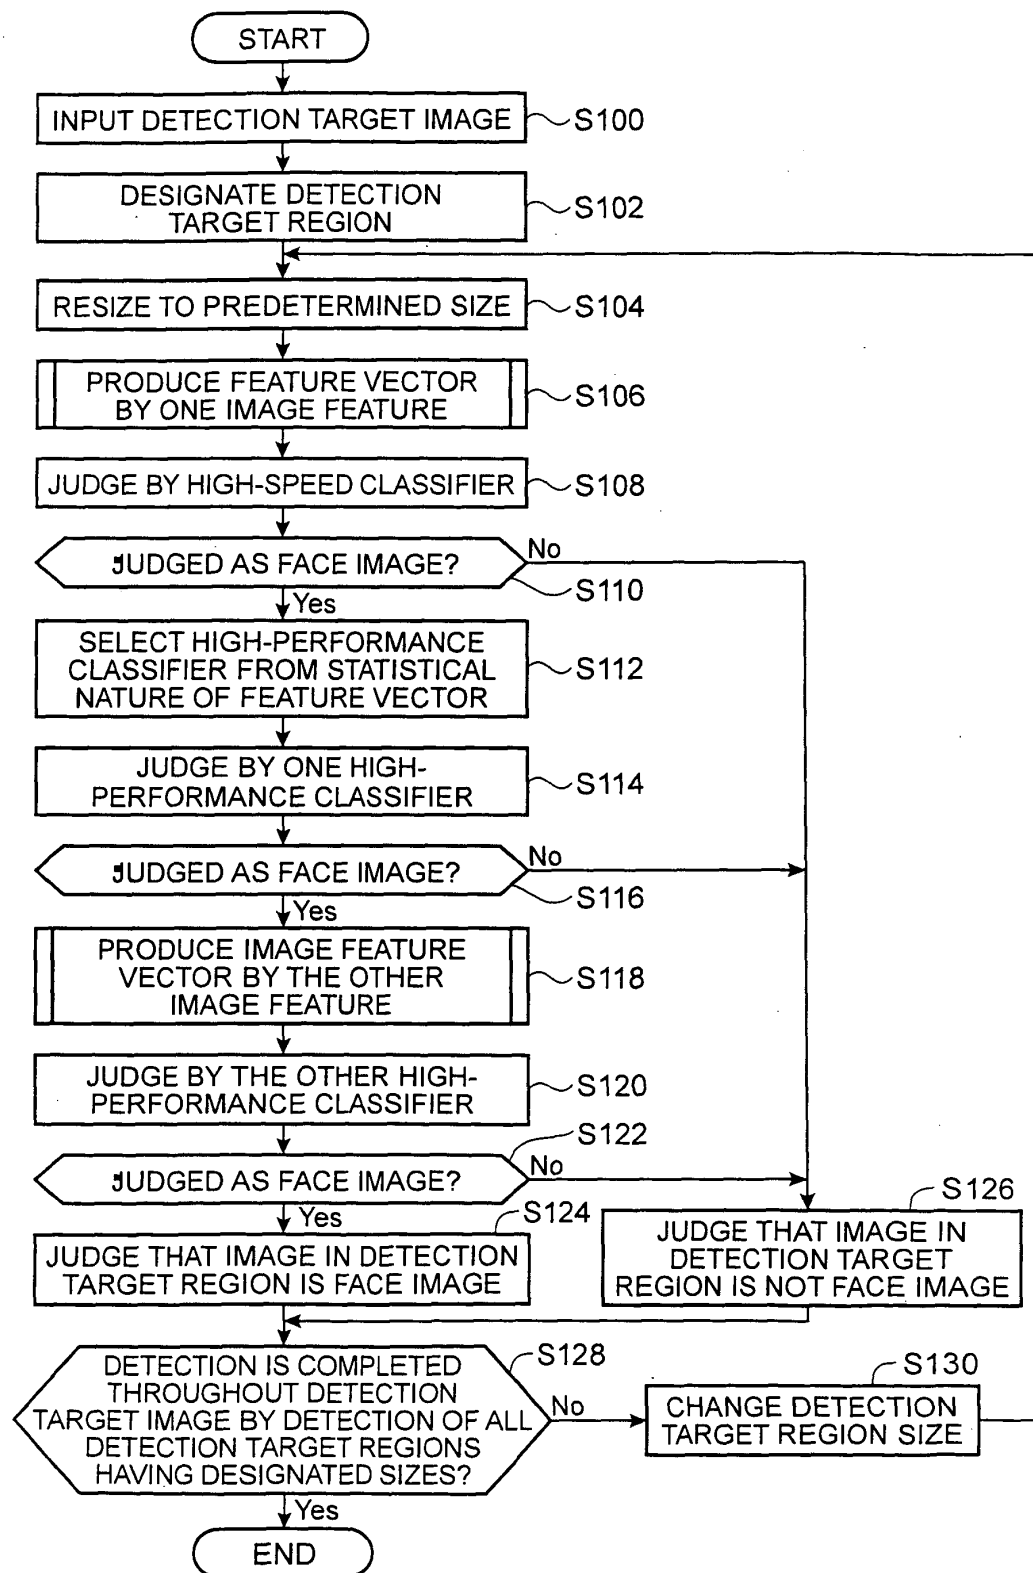 START
INPUT DETECTION TARGET IMAGE
S100
DESIGNATE DETECTION
TARGET REGION
S102
RESIZE TO PREDETERMINED SIZE
S104
PRODUCE FEATURE VECTOR
BY ONE IMAGE FEATURE
S106
JUDGE BY HIGH-SPEED CLASSIFIER
S108
JUDGED AS FACE IMAGE?
No
S110
Yes
SELECT HIGH-PERFORMANCE
CLASSIFIER FROM STATISTICAL
NATURE OF FEATURE VECTOR
S112
JUDGE BY ONE HIGH-
PERFORMANCE CLASSIFIER
S114
JUDGED AS FACE IMAGE?
No
S116
Yes
PRODUCE IMAGE FEATURE
VECTOR BY THE OTHER
IMAGE FEATURE
S118
JUDGE BY THE OTHER HIGH-
PERFORMANCE CLASSIFIER
S120
S122
JUDGED AS FACE IMAGE?
No
Yes
S124
JUDGE THAT IMAGE IN DETECTION
TARGET REGION IS FACE IMAGE
S126
JUDGE THAT IMAGE IN
DETECTION TARGET
REGION IS NOT FACE IMAGE
DETECTION IS COMPLETED
THROUGHOUT DETECTION
TARGET IMAGE BY DETECTION OF ALL
DETECTION TARGET REGIONS
HAVING DESIGNATED SIZES?
S128
No
S130
CHANGE DETECTION
TARGET REGION SIZE
Yes
END